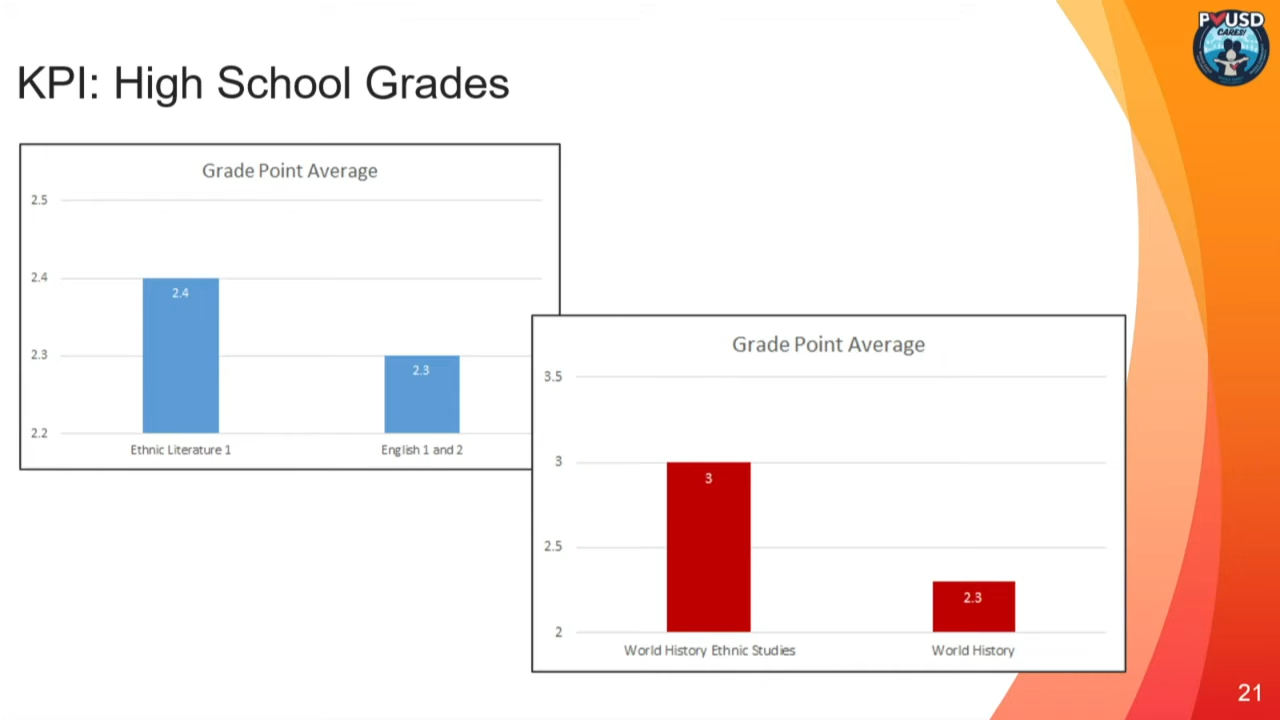 PVUSD
CARES!
KPI: High School Grades
Grade Point Average
2.5
2.4
2.3
2.2
2.4
2.3
Ethnic Literature 1
English 1 and 2
Grade Point Average
3.5
3
2.5
2
3
2.3
World History Ethnic Studies
World History
21